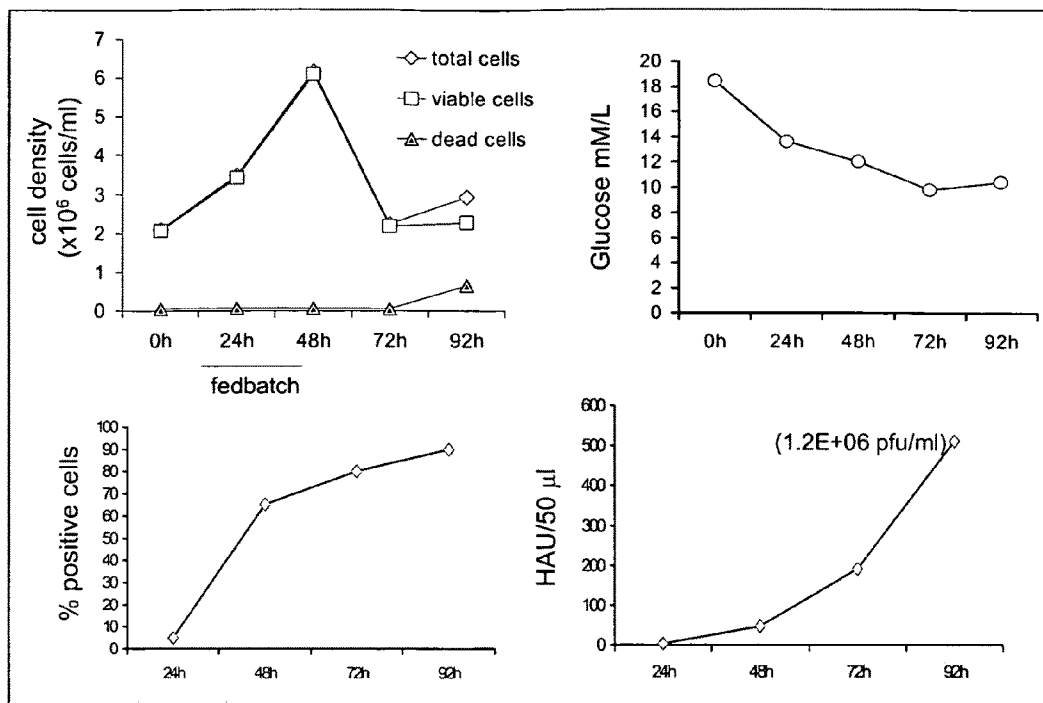 7
6
5
4
3
2
1
0
cell density
(x10⁶ cells/ml)
total cells
viable cells
dead cells
0h 24h 48h 72h 92h
fedbatch
20
18
16
14
12
10
8
6
4
2
0
Glucose mM/L
0h 24h 48h 72h 92h
100
90
80
70
60
50
40
30
20
10
0
% positive cells
24h 48h 72h 92h
600
500
400
300
200
100
0
HAU/50 µl
(1.2E+06 pfu/ml)
24h 48h 72h 92h